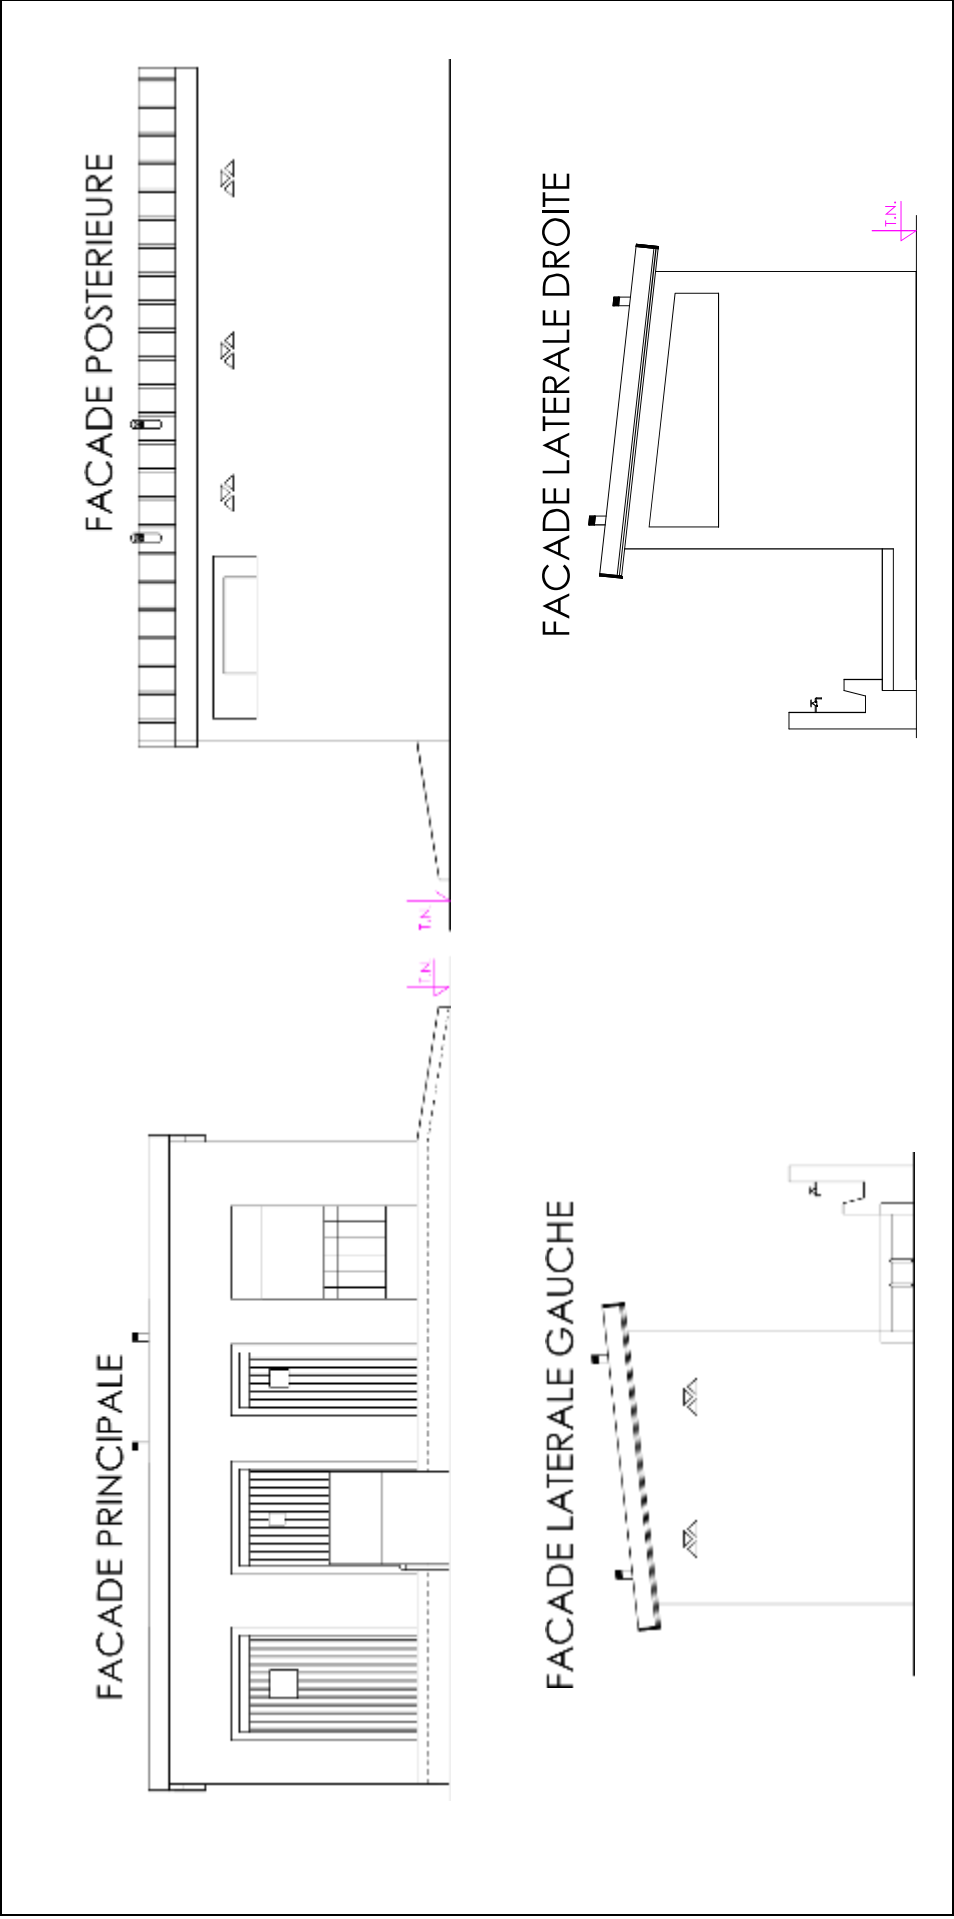 FACADE PRINCIPALE
T.N
FACADE POSTERIEURE
T.N
FACADE LATERALE GAUCHE
FACADE LATERALE DROITE
T.N.